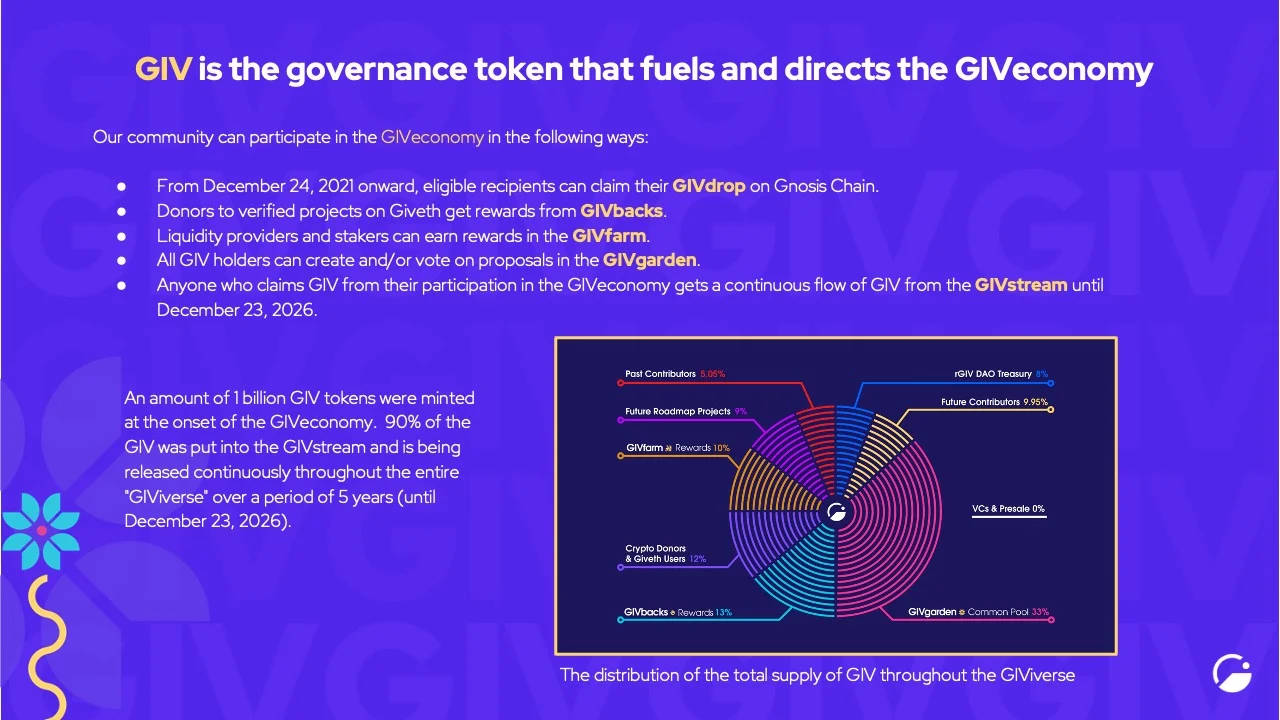 GIV is the governance token that fuels and directs the GIVeconomy
Our community can participate in the GIVeconomy in the following ways:
● From December 24, 2021 onward, eligible recipients can claim their GIVdrop on Gnosis Chain.
● Donors to verified projects on Giveth get rewards from GIVbacks.
● Liquidity providers and stakers can earn rewards in the GIVfarm.
● All GIV holders can create and/or vote on proposals in the GIVgarden.
● Anyone who claims GIV from their participation in the GIVeconomy gets a continuous flow of GIV from the GIVstream until
December 23, 2026.
An amount of 1 billion GIV tokens were minted
at the onset of the GIVeconomy. 90% of the
GIV was put into the GIVstream and is being
released continuously throughout the entire
"GIViverse" over a period of 5 years (until
December 23, 2026).
Past Contributors 5.05%
rGIV DAO Treasury 8%
Future Roadmap Projects 9%
Future Contributors 9.95%
GIVfarm Rewards 10%
VCs & Presale 0%
Crypto Donors
& Giveth Users 12%
GIVbacks Rewards 13%
GIVgarden Common Pool 33%
The distribution of the total supply of GIV throughout the GIViverse